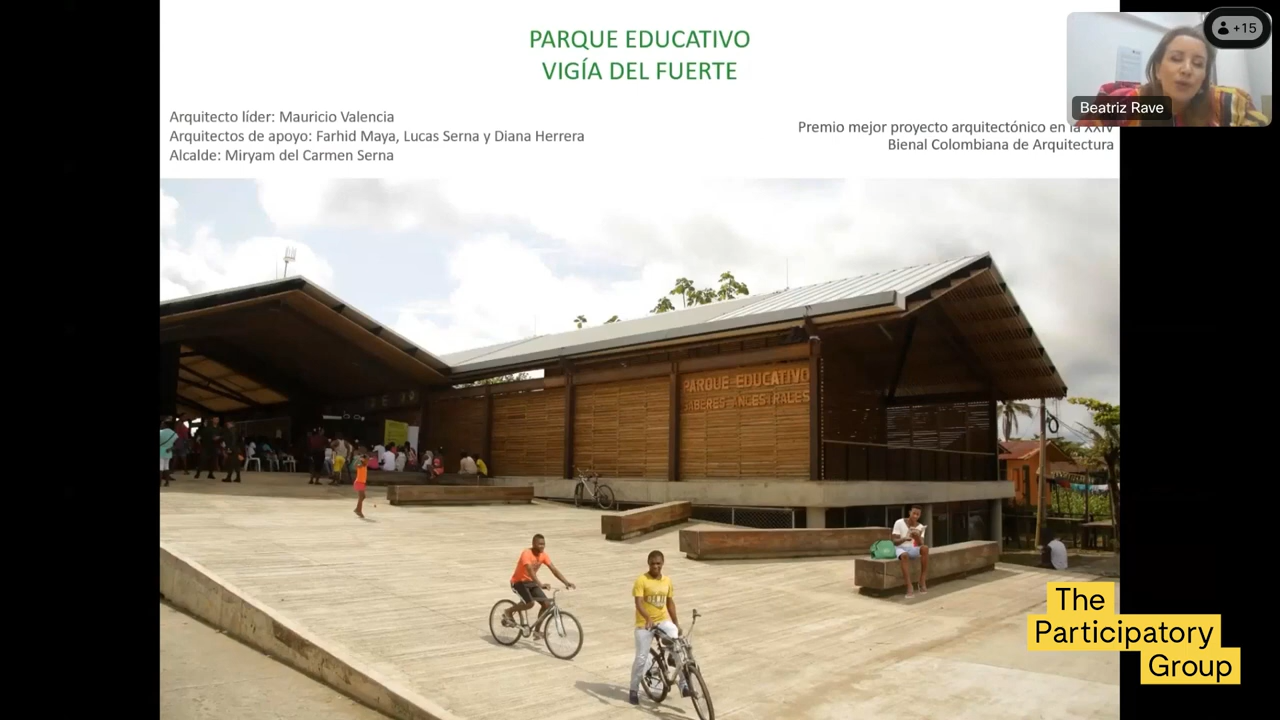 PARQUE EDUCATIVO
VIGÍA DEL FUERTE
Arquitecto líder: Mauricio Valencia
Arquitectos de apoyo: Farhid Maya, Lucas Serna y Diana Herrera
Alcalde: Miryam del Carmen Serna
Premio mejor proyecto arquitectónico en la XXIV
Bienal Colombiana de Arquitectura
+15
Beatriz Rave
PARQUE EDUCATIVO
SABERES ANCESTRALES
The
Participatory
Group